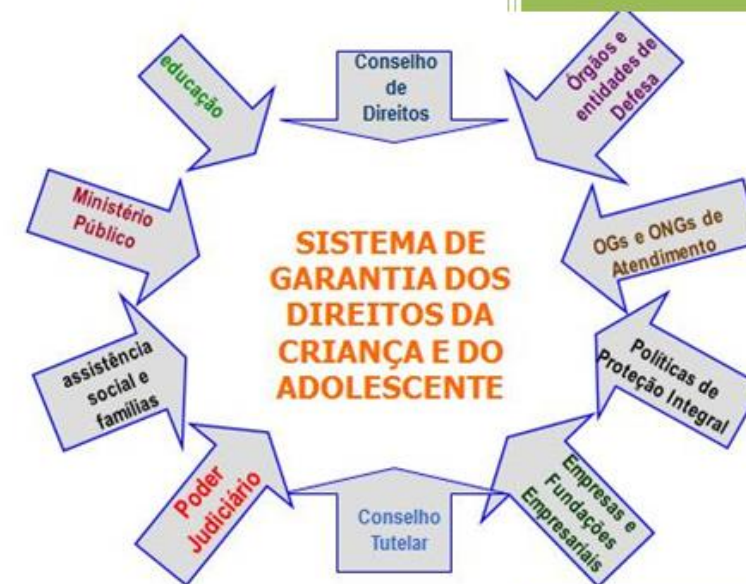 Conselho
de
Direitos
Órgãos e
entidades de
Defesa
OGs e ONGs de
Atendimento
Políticas de
Proteção Integral
Empresas e
Fundações
Empresariais
Conselho
Tutelar
Poder
Judiciário
assistência
social e
famílias
Ministério
Público
educação
SISTEMA DE
GARANTIA DOS
DIREITOS DA
CRIANÇA E DO
ADOLESCENTE